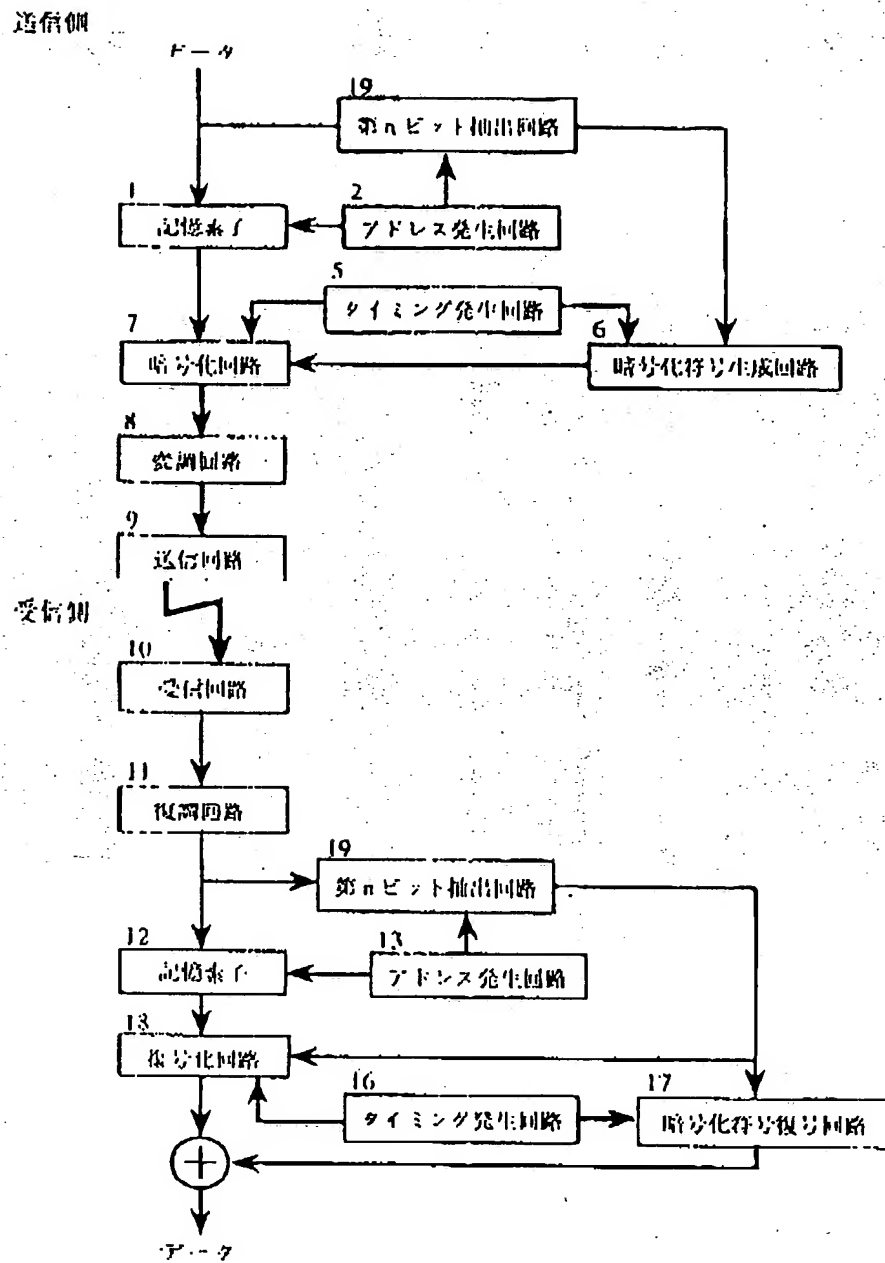 送信側
データ
19
第nビット抽出回路
1
2
記憶素子
アドレス発生回路
5
タイミング発生回路
7
6
暗号化回路
暗号化符号生成回路
8
変調回路
9
送信回路
受信側
10
受信回路
11
復調回路
19
第nビット抽出回路
12
13
記憶素子
アドレス発生回路
18
復号化回路
16
17
タイミング発生回路
暗号化符号復号回路
+
データ